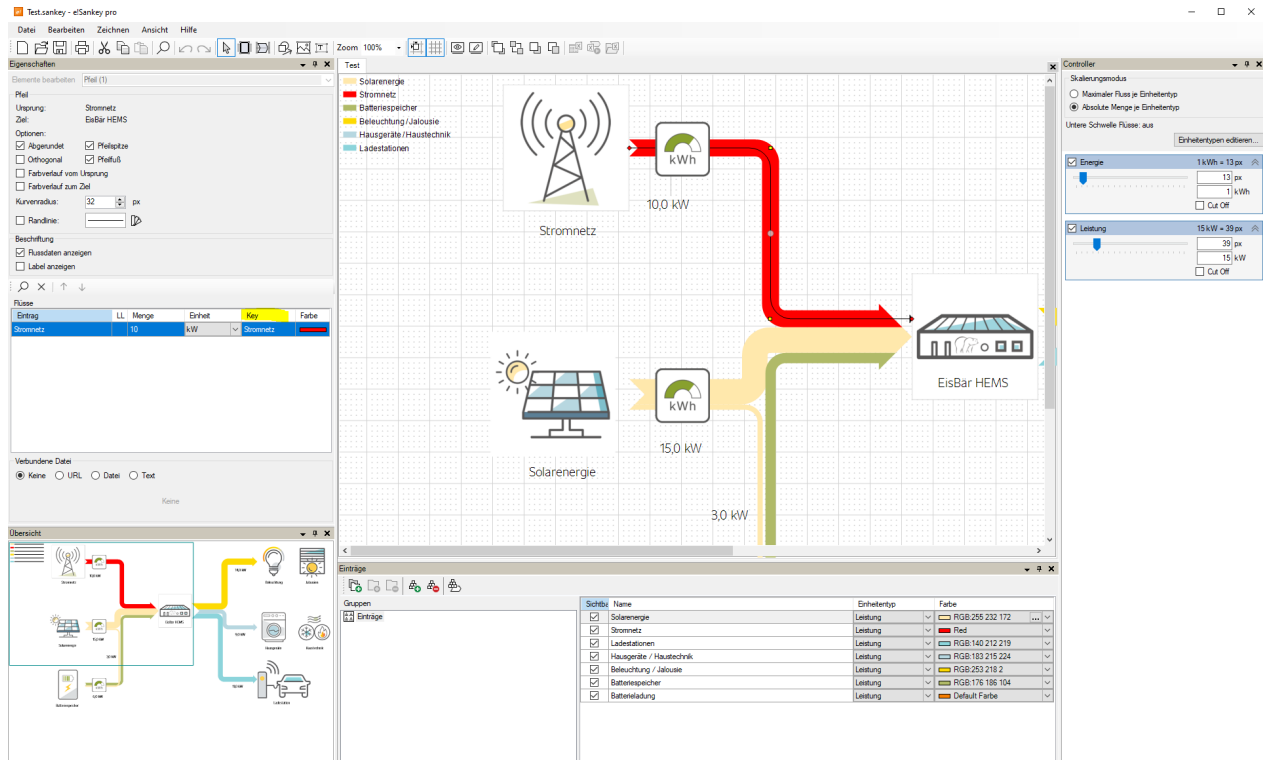 Test.sankey - e!Sankey pro
Datei Bearbeiten Zeichnen Ansicht Hilfe
Zoom 100%
Eigenschaften
Elemente bearbeiten Pfeil (1)
Pfeil
Ursprung: Stromnetz
Ziel: EisBär HEMS
Optionen:
Abgerundet Pfeilspitze
Orthogonal Pfeilfuß
Farbverlauf vom Ursprung
Farbverlauf zum Ziel
Kurvenradius: 32 px
Randlinie:
Beschriftung
Flussdaten anzeigen
Label anzeigen
Flüsse
Eintrag LL Menge Einheit Key Farbe
Stromnetz 10 kW Stromnetz
Verbundene Datei
Keine URL Datei Text
Keine
Übersicht
Test
Solarenergie
Stromnetz
Batteriespeicher
Beleuchtung/Jalousie
Hausgeräte/Haustechnik
Ladestationen
kWh
10,0 kW
Stromnetz
EisBär HEMS
kWh
15,0 kW
Solarenergie
3,0 kW
Einträge
Gruppen
Einträge
Sichtba Name Einheitentyp Farbe
Solarenergie Leistung RGB:255 232 172 ...
Stromnetz Leistung Red
Ladestationen Leistung RGB:140 212 219
Hausgeräte / Haustechnik Leistung RGB:183 215 224
Beleuchtung / Jalousie Leistung RGB:253 218 2
Batteriespeicher Leistung RGB:176 186 104
Batterieladung Leistung Default Farbe
Controller
Skalierungsmodus
Maximaler Fluss je Einheitentyp
Absolute Menge je Einheitentyp
Untere Schwelle Flüsse: aus
Einheitentypen editieren...
Energie 1 kWh = 13 px
13 px
1 kWh
Cut Off
Leistung 15 kW = 39 px
39 px
15 kW
Cut Off